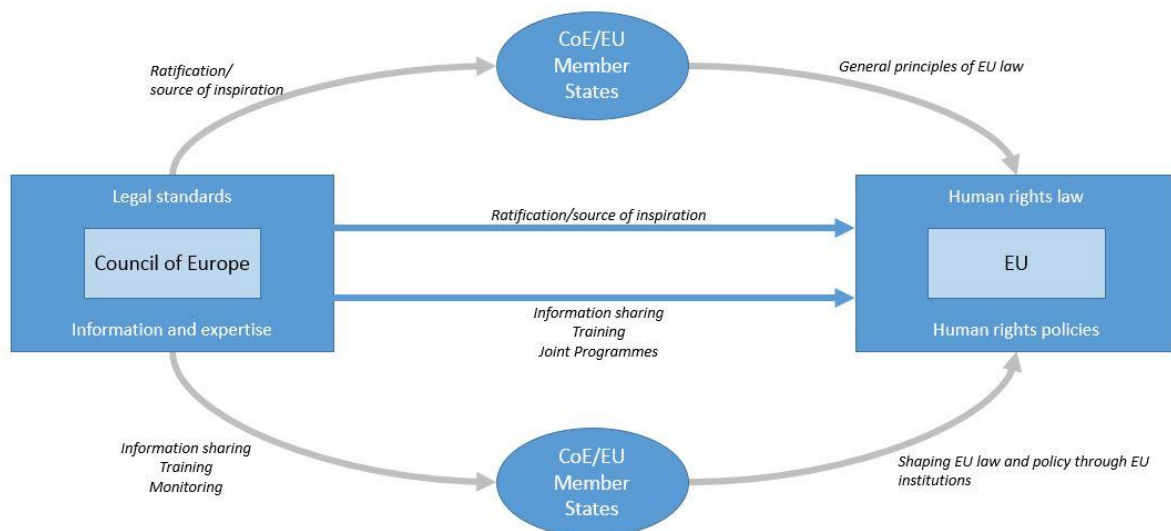 CoE/EU
Member
States
Ratification/
source of inspiration
General principles of EU law
Legal standards
Council of Europe
Information and expertise
Ratification/source of inspiration
Information sharing
Training
Joint Programmes
Human rights law
EU
Human rights policies
Information sharing
Training
Monitoring
CoE/EU
Member
States
Shaping EU law and policy through EU
institutions